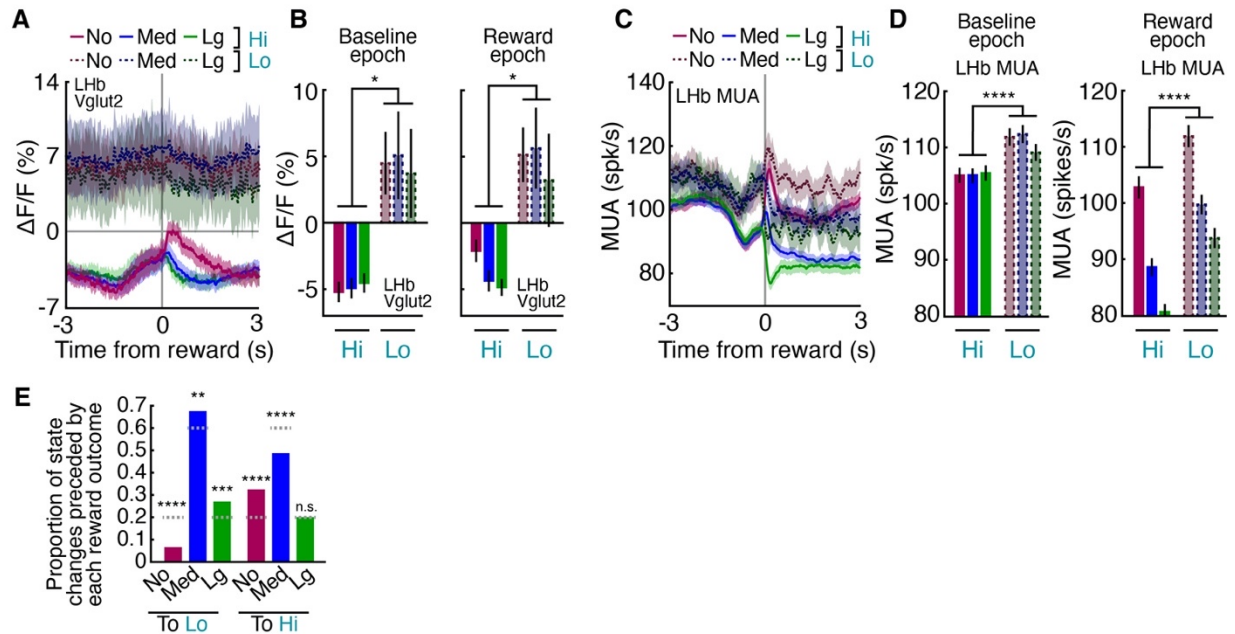 A
No Med Lg ] Hi
No Med Lg ] Lo
LHb
Vglut2
ΔF/F (%)
14
7
0
-7
-3 0 3
Time from reward (s)
B
Baseline
epoch
Reward
epoch
*
*
ΔF/F (%)
10
5
0
-5
LHb
Vglut2
LHb
Vglut2
Hi Lo
Hi Lo
C
No Med Lg ] Hi
No Med Lg ] Lo
LHb MUA
MUA (spk/s)
140
120
100
80
-3 0 3
Time from reward (s)
D
Baseline
epoch
LHb MUA
Reward
epoch
LHb MUA
****
****
MUA (spk/s)
120
110
100
90
80
Hi Lo
MUA (spikes/s)
120
110
100
90
80
Hi Lo
E
Proportion of state
changes preceded by
each reward outcome
0.7
0.6
0.5
0.4
0.3
0.2
0.1
0
**** ** *** **** **** n.s.
No Med Lg No Med Lg
To Lo To Hi